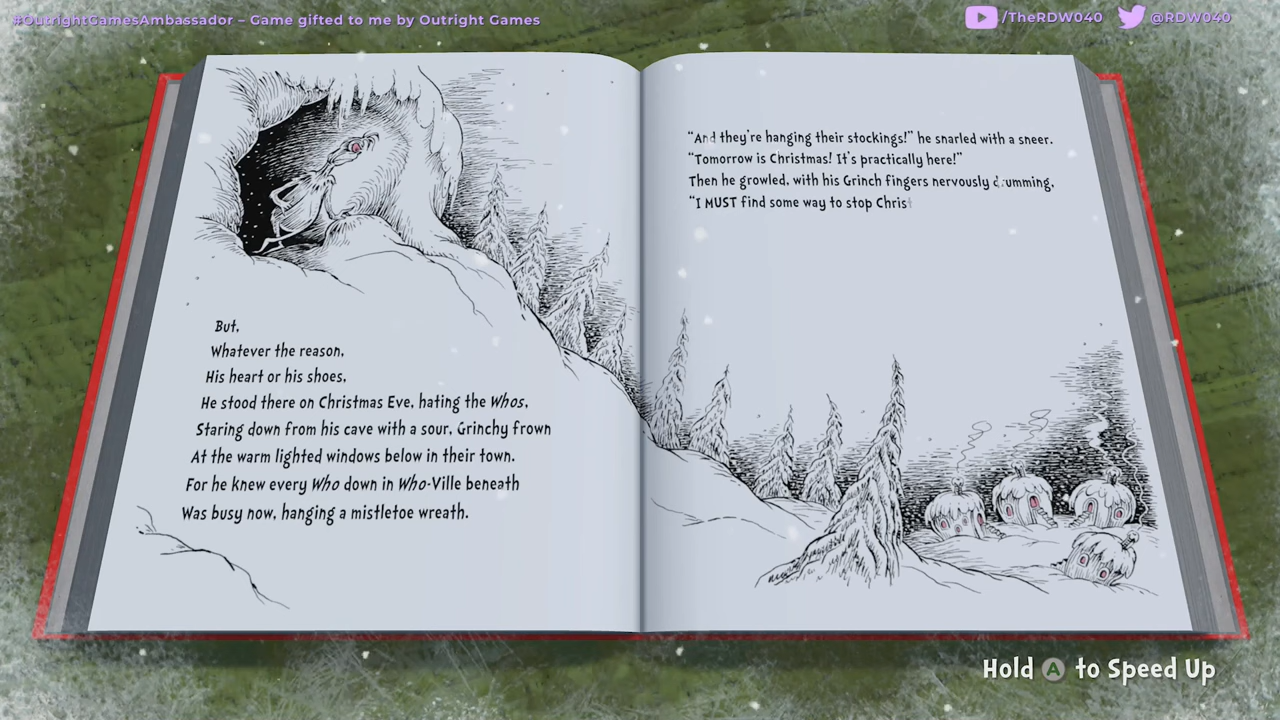 #OutrightGamesAmbassador – Game gifted to me by Outright Games
/TheRDW040
@RDW040
But,
Whatever the reason,
His heart or his shoes,
He stood there on Christmas Eve, hating the Whos,
Staring down from his cave with a sour, Grinchy frown
At the warm lighted windows below in their town.
For he knew every Who down in Who-Ville beneath
Was busy now, hanging a mistletoe wreath.
“And they’re hanging their stockings!” he snarled with a sneer.
“Tomorrow is Christmas! It’s practically here!”
Then he growled, with his Grinch fingers nervously drumming,
“I MUST find some way to stop Christ
Hold A to Speed Up